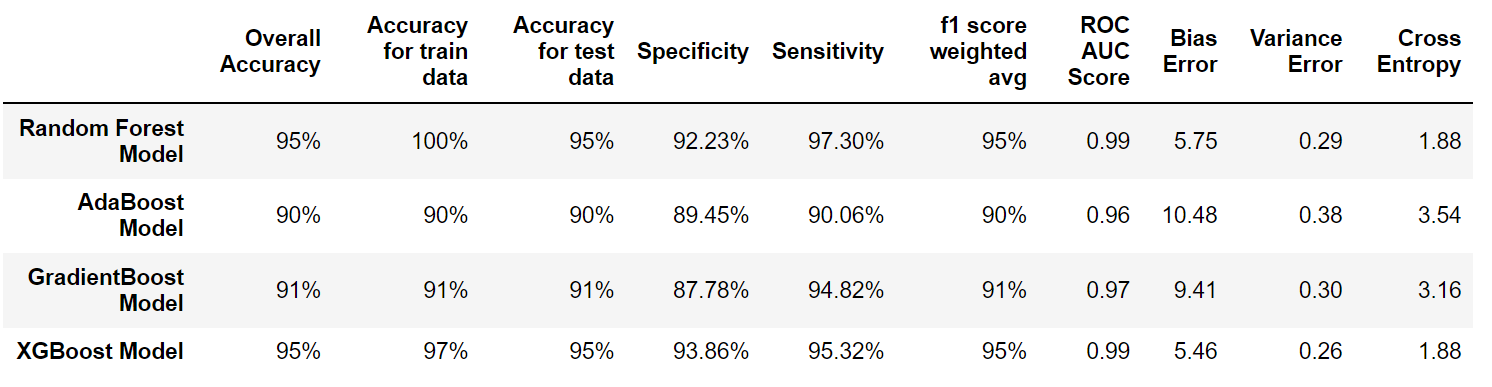 Overall Accuracy Accuracy for train data Accuracy for test data Specificity Sensitivity f1 score weighted avg ROC AUC Score Bias Error Variance Error Cross Entropy
Random Forest Model 95% 100% 95% 92.23% 97.30% 95% 0.99 5.75 0.29 1.88
AdaBoost Model 90% 90% 90% 89.45% 90.06% 90% 0.96 10.48 0.38 3.54
GradientBoost Model 91% 91% 91% 87.78% 94.82% 91% 0.97 9.41 0.30 3.16
XGBoost Model 95% 97% 95% 93.86% 95.32% 95% 0.99 5.46 0.26 1.88